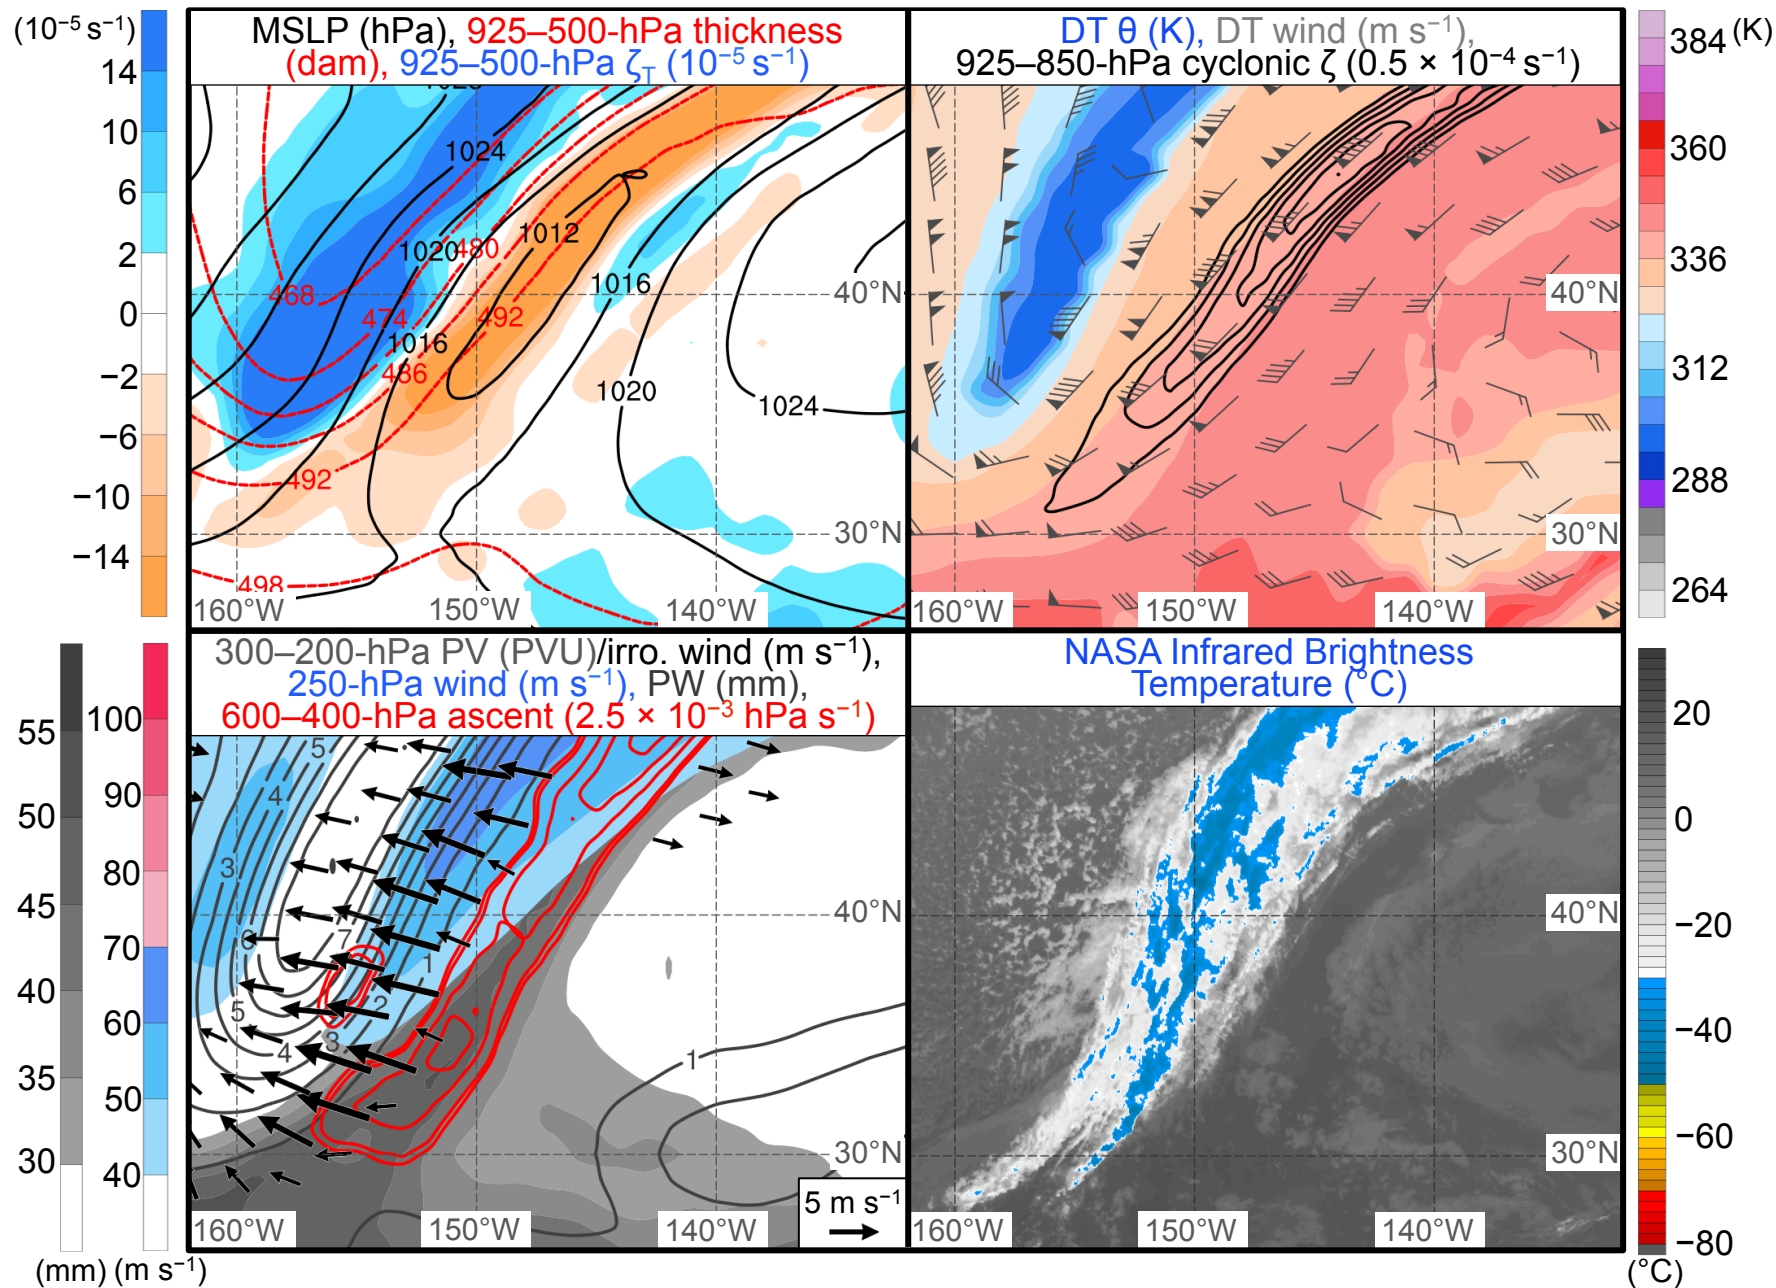 (10⁻⁵ s⁻¹)
14
10
6
2
0
−2
−6
−10
−14
MSLP (hPa), 925–500-hPa thickness
(dam), 925–500-hPa ζT (10⁻⁵ s⁻¹)
1024
1020
480
1012
1016
40°N
468
474
492
1016
486
1020
1024
492
30°N
498
160°W
150°W
140°W
DT θ (K), DT wind (m s⁻¹),
925–850-hPa cyclonic ζ (0.5 × 10⁻⁴ s⁻¹)
40°N
30°N
160°W
150°W
140°W
384 (K)
360
336
312
288
264
300–200-hPa PV (PVU)/irro. wind (m s⁻¹),
250-hPa wind (m s⁻¹), PW (mm),
600–400-hPa ascent (2.5 × 10⁻³ hPa s⁻¹)
5
4
3
40°N
6
7
1
2
5
3
4
1
30°N
5 m s⁻¹
160°W
150°W
140°W
55
50
45
40
35
30
(mm)
100
90
80
70
60
50
40
(m s⁻¹)
NASA Infrared Brightness
Temperature (°C)
40°N
30°N
160°W
150°W
140°W
20
0
−20
−40
−60
−80
(°C)